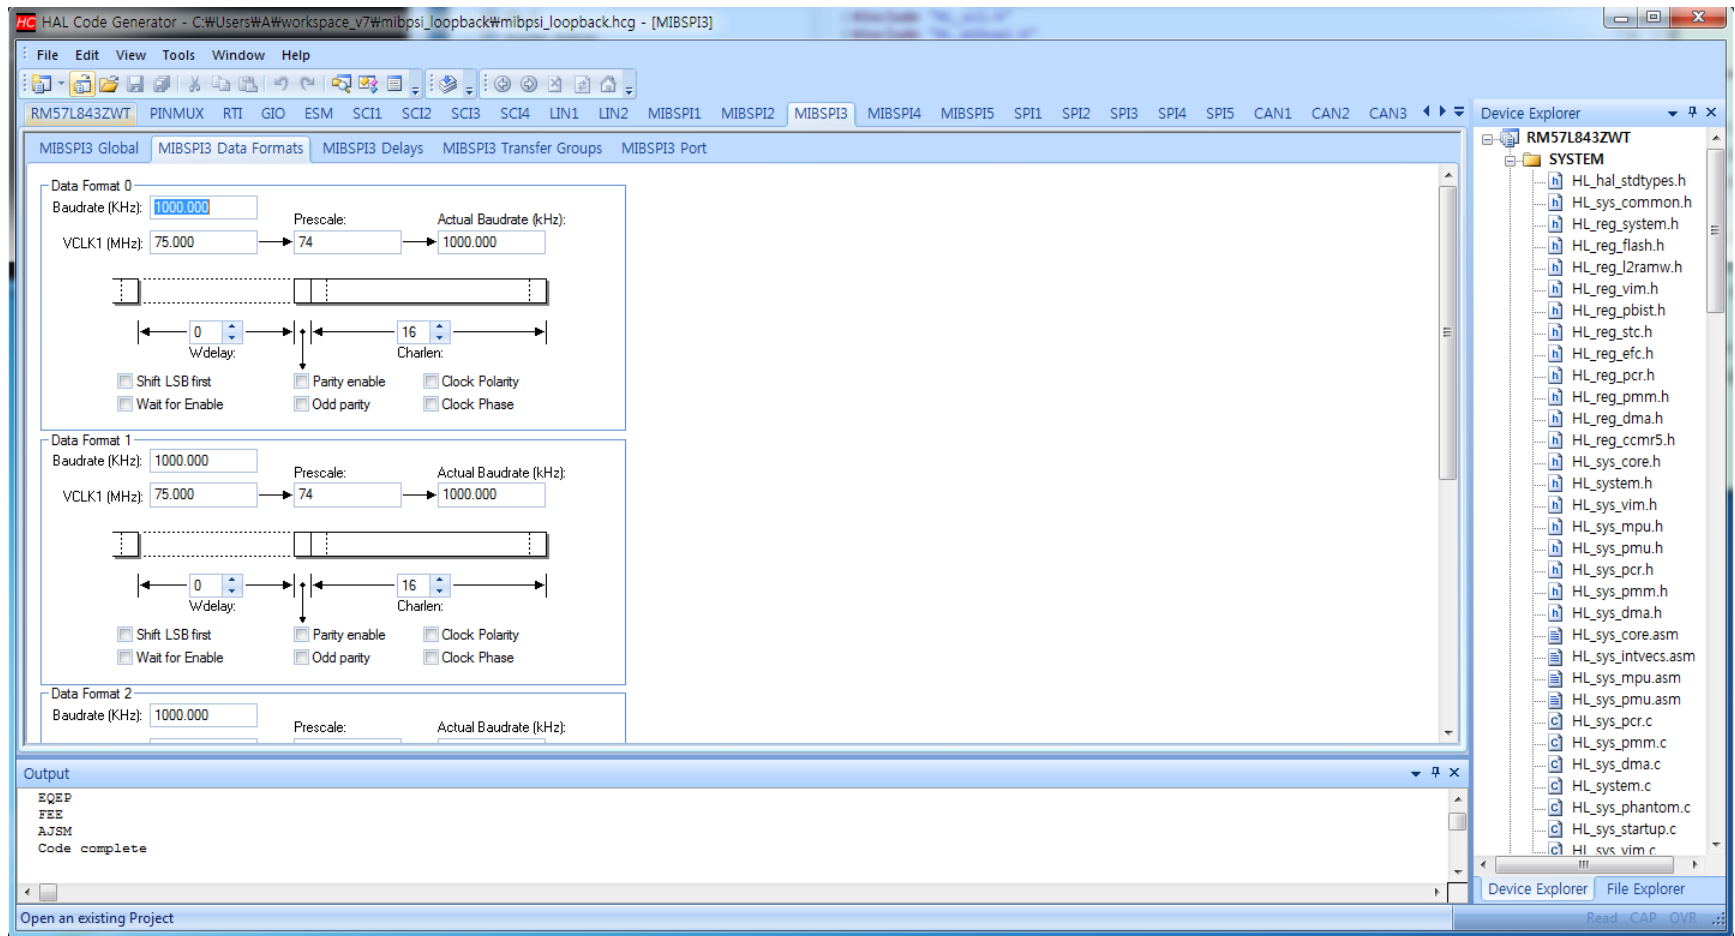 HC HAL Code Generator - C:₩Users₩A₩workspace_v7₩mibpsi_loopback₩mibpsi_loopback.hcg - [MIBSPI3]
File Edit View Tools Window Help
RM57L843ZWT PINMUX RTI GIO ESM SCI1 SCI2 SCI3 SCI4 LIN1 LIN2 MIBSPI1 MIBSPI2 MIBSPI3 MIBSPI4 MIBSPI5 SPI1 SPI2 SPI3 SPI4 SPI5 CAN1 CAN2 CAN3
MIBSPI3 Global MIBSPI3 Data Formats MIBSPI3 Delays MIBSPI3 Transfer Groups MIBSPI3 Port
Data Format 0
Baudrate (KHz): 1000.000
Prescale: Actual Baudrate (kHz):
VCLK1 (MHz): 75.000 74 1000.000
0 16
Wdelay: Charlen:
Shift LSB first Parity enable Clock Polarity
Wait for Enable Odd parity Clock Phase
Data Format 1
Baudrate (KHz): 1000.000
Prescale: Actual Baudrate (kHz):
VCLK1 (MHz): 75.000 74 1000.000
0 16
Wdelay: Charlen:
Shift LSB first Parity enable Clock Polarity
Wait for Enable Odd parity Clock Phase
Data Format 2
Baudrate (KHz): 1000.000
Prescale: Actual Baudrate (kHz):
Output
EQEP
FEE
AJSM
Code complete
Open an existing Project
Device Explorer
RM57L843ZWT
SYSTEM
HL_hal_stdtypes.h
HL_sys_common.h
HL_reg_system.h
HL_reg_flash.h
HL_reg_l2ramw.h
HL_reg_vim.h
HL_reg_pbist.h
HL_reg_stc.h
HL_reg_efc.h
HL_reg_pcr.h
HL_reg_pmm.h
HL_reg_dma.h
HL_reg_ccmr5.h
HL_sys_core.h
HL_system.h
HL_sys_vim.h
HL_sys_mpu.h
HL_sys_pmu.h
HL_sys_pcr.h
HL_sys_pmm.h
HL_sys_dma.h
HL_sys_core.asm
HL_sys_intvecs.asm
HL_sys_mpu.asm
HL_sys_pmu.asm
HL_sys_pcr.c
HL_sys_pmm.c
HL_sys_dma.c
HL_system.c
HL_sys_phantom.c
HL_sys_startup.c
HL_sys_vim.c
Device Explorer File Explorer
Read CAP OVR